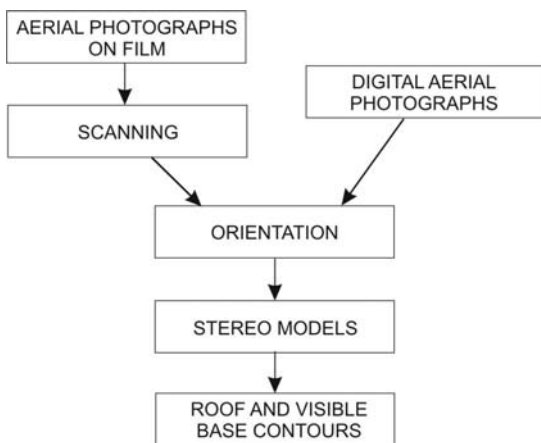 AERIAL PHOTOGRAPHS
ON FILM
DIGITAL AERIAL
PHOTOGRAPHS
SCANNING
ORIENTATION
STEREO MODELS
ROOF AND VISIBLE
BASE CONTOURS